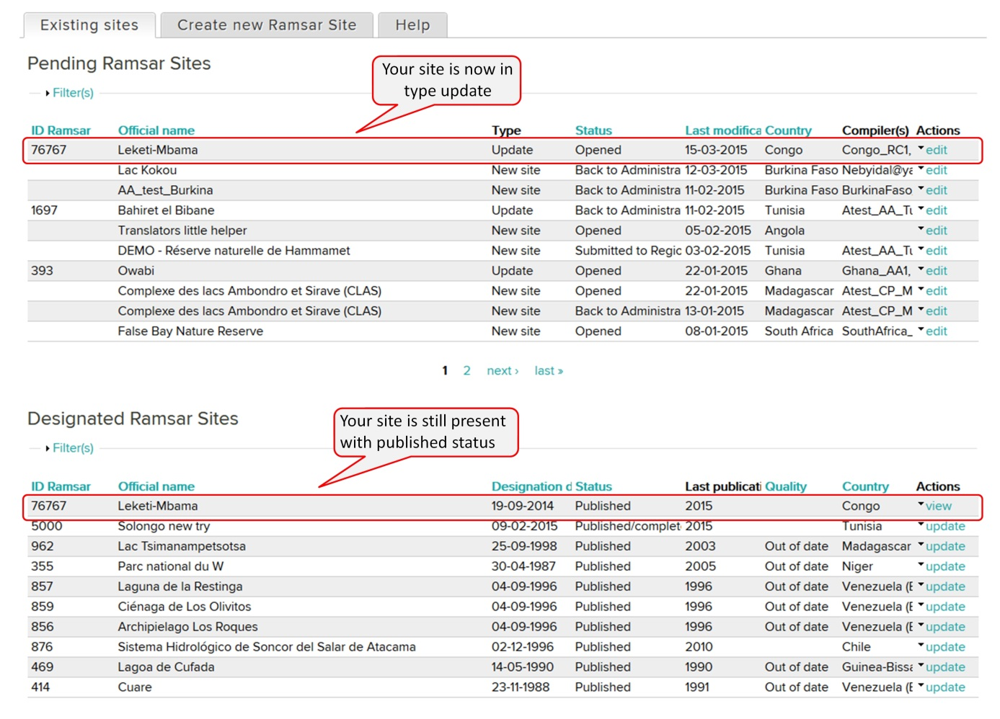 Existing sites Create new Ramsar Site Help
Pending Ramsar Sites
Your site is now in
type update
Filter(s)
ID Ramsar Official name Type Status Last modifica Country Compiler(s) Actions
76767 Leketi-Mbama Update Opened 15-03-2015 Congo Congo_RC1, edit
Lac Kokou New site Back to Administra 12-03-2015 Burkina Faso Nebyidal@ya edit
AA_test_Burkina New site Back to Administra 11-02-2015 Burkina Faso BurkinaFaso edit
1697 Bahiret el Bibane Update Back to Administra 11-02-2015 Tunisia Atest_AA_Tu edit
Translators little helper New site Opened 05-02-2015 Angola edit
DEMO - Réserve naturelle de Hammamet New site Submitted to Regic 03-02-2015 Tunisia Atest_AA_Tu edit
393 Owabi Update Opened 22-01-2015 Ghana Ghana_AA1, edit
Complexe des lacs Ambondro et Sirave (CLAS) New site Opened 22-01-2015 Madagascar Atest_CP_M edit
Complexe des lacs Ambondro et Sirave (CLAS) New site Back to Administra 13-01-2015 Madagascar Atest_CP_M edit
False Bay Nature Reserve New site Opened 08-01-2015 South Africa SouthAfrica_ edit
1 2 next › last »
Designated Ramsar Sites
Your site is still present
with published status
Filter(s)
ID Ramsar Official name Designation d Status Last publicati Quality Country Actions
76767 Leketi-Mbama 19-09-2014 Published 2015 Congo view
5000 Solongo new try 09-02-2015 Published/complet 2015 Tunisia update
962 Lac Tsimanampetsotsa 25-09-1998 Published 2003 Out of date Madagascar update
355 Parc national du W 30-04-1987 Published 2005 Out of date Niger update
857 Laguna de la Restinga 04-09-1996 Published 1996 Out of date Venezuela (E update
859 Ciénaga de Los Olivitos 04-09-1996 Published 1996 Out of date Venezuela (E update
856 Archipielago Los Roques 04-09-1996 Published 1996 Out of date Venezuela (E update
876 Sistema Hidrológico de Soncor del Salar de Atacama 02-12-1996 Published 2010 Chile update
469 Lagoa de Cufada 14-05-1990 Published 1990 Out of date Guinea-Bissa update
414 Cuare 23-11-1988 Published 1991 Out of date Venezuela (E update